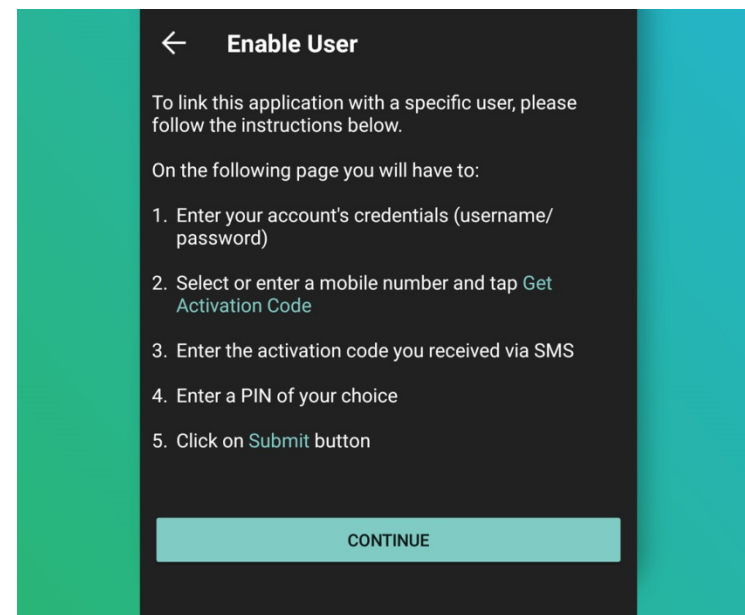 Enable User
To link this application with a specific user, please
follow the instructions below.
On the following page you will have to:
1. Enter your account's credentials (username/
password)
2. Select or enter a mobile number and tap Get
Activation Code
3. Enter the activation code you received via SMS
4. Enter a PIN of your choice
5. Click on Submit button
CONTINUE